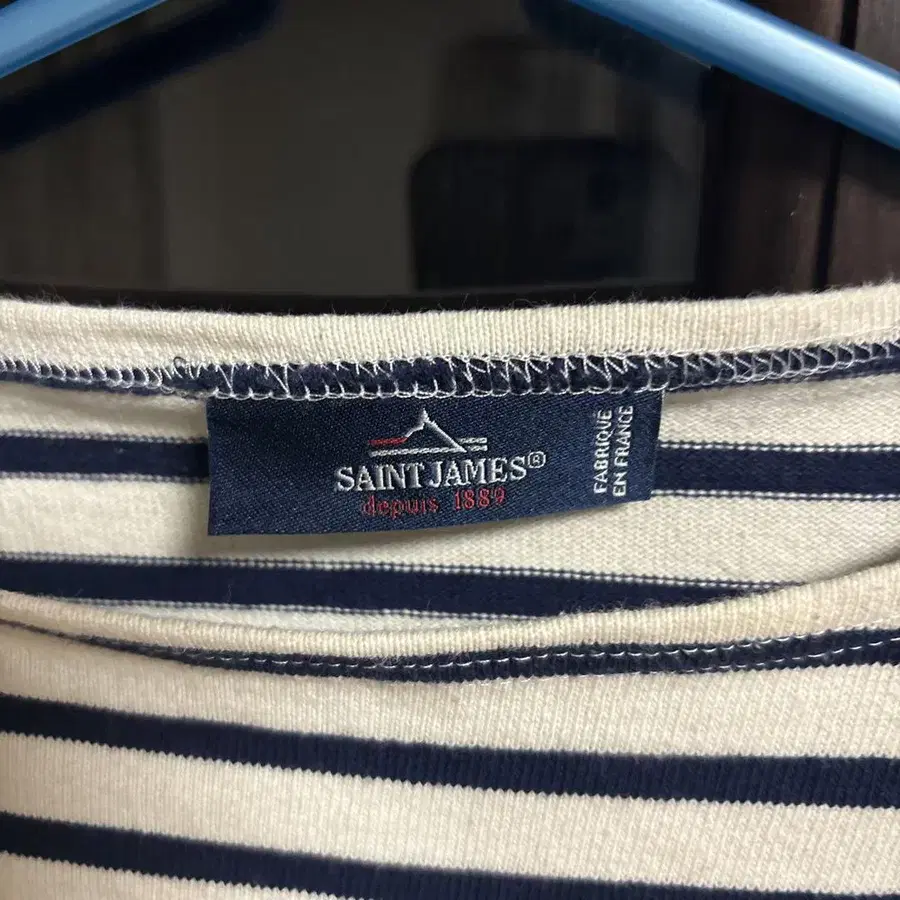 SAINT JAMES®
depuis 1889
FABRIQUÉ
EN FRANCE